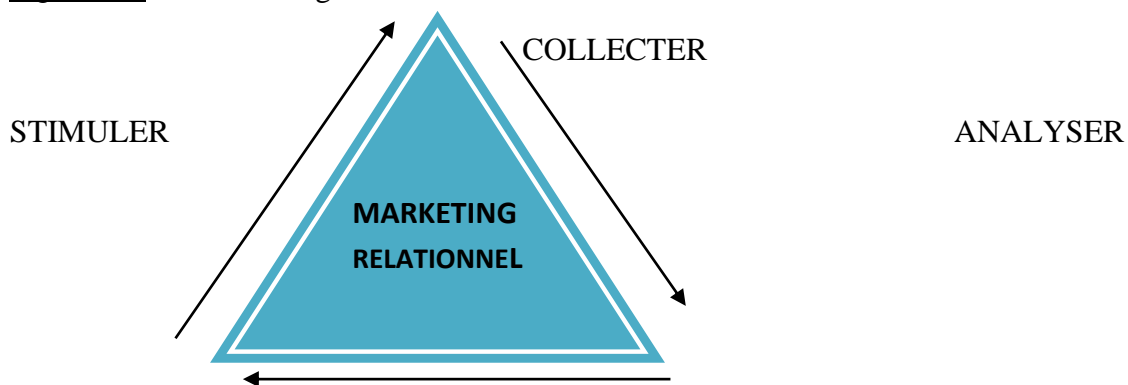 COLLECTER
STIMULER
ANALYSER
MARKETING
RELATIONNEL